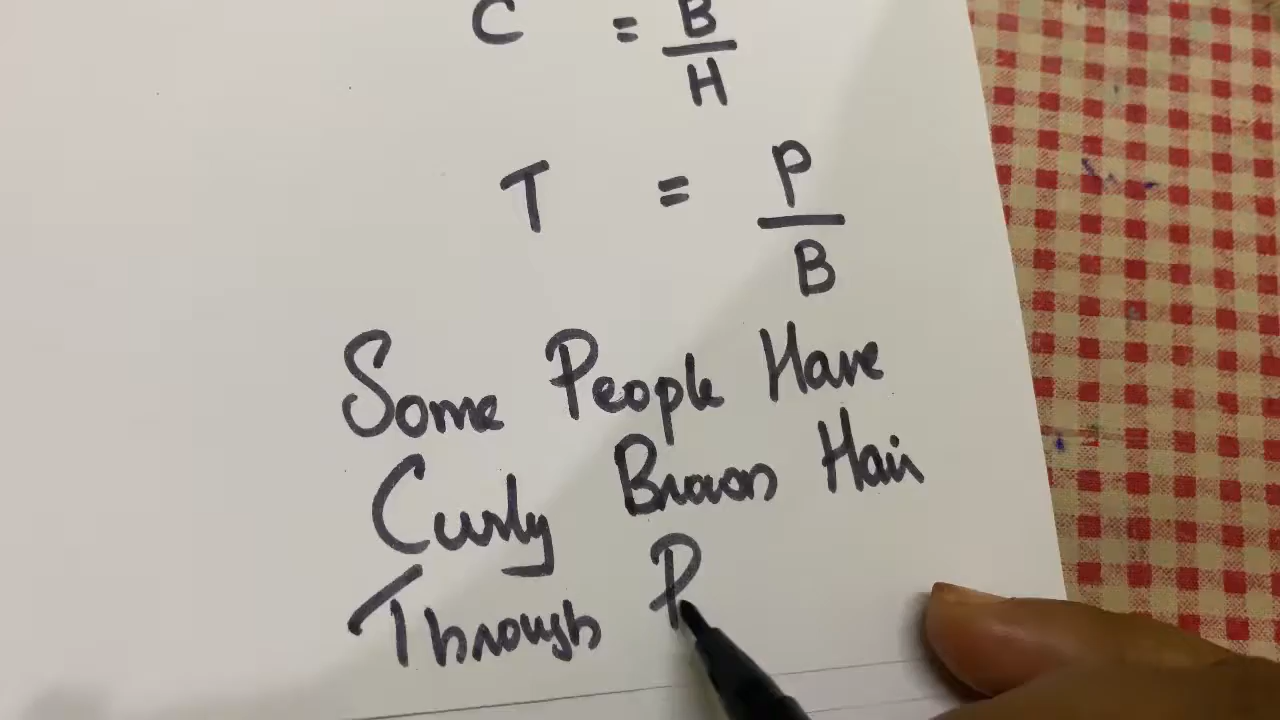 C = B
H
T = P
B
Some People Have
Curly Brown Hair
Through P